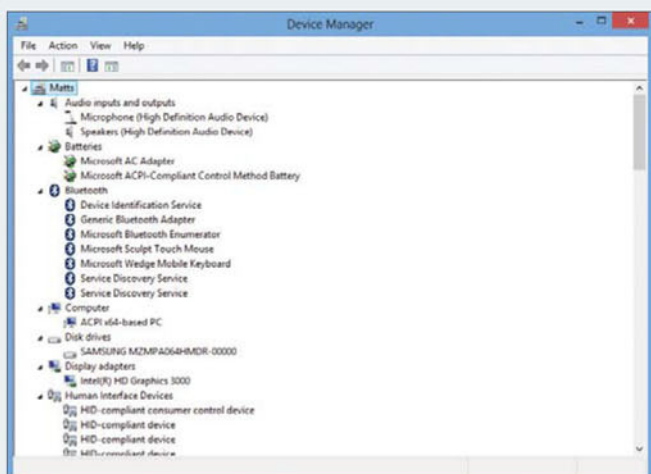 Device Manager
File Action View Help
Matts
Audio inputs and outputs
Microphone (High Definition Audio Device)
Speakers (High Definition Audio Device)
Batteries
Microsoft AC Adapter
Microsoft ACPI-Compliant Control Method Battery
Bluetooth
Device Identification Service
Generic Bluetooth Adapter
Microsoft Bluetooth Enumerator
Microsoft Sculpt Touch Mouse
Microsoft Wedge Mobile Keyboard
Service Discovery Service
Service Discovery Service
Computer
ACPI x64-based PC
Disk drives
SAMSUNG MZMPA064HMDR-00000
Display adapters
Intel(R) HD Graphics 3000
Human Interface Devices
HID-compliant consumer control device
HID-compliant device
HID-compliant device
HID-compliant device